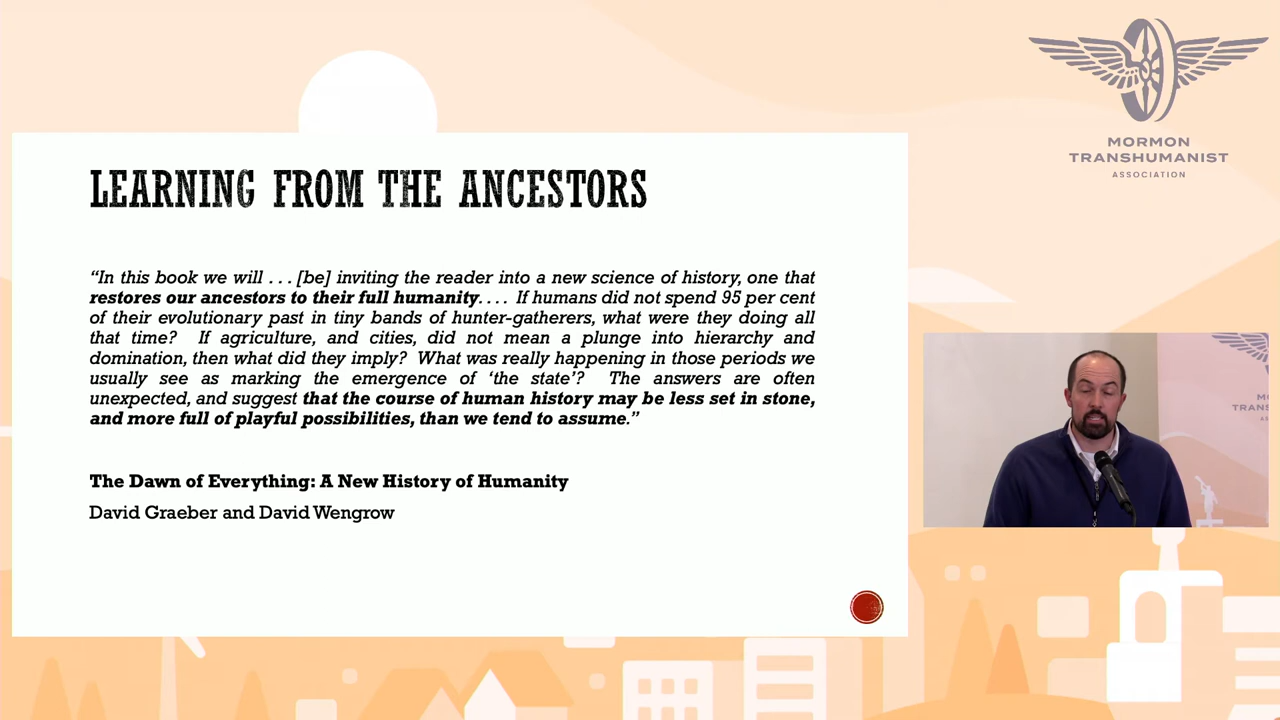 MORMON
TRANSHUMANIST
ASSOCIATION
LEARNING FROM THE ANCESTORS
“In this book we will . . . [be] inviting the reader into a new science of history, one that
restores our ancestors to their full humanity. . . . If humans did not spend 95 per cent
of their evolutionary past in tiny bands of hunter-gatherers, what were they doing all
that time? If agriculture, and cities, did not mean a plunge into hierarchy and
domination, then what did they imply? What was really happening in those periods we
usually see as marking the emergence of ‘the state’? The answers are often
unexpected, and suggest that the course of human history may be less set in stone,
and more full of playful possibilities, than we tend to assume.”
The Dawn of Everything: A New History of Humanity
David Graeber and David Wengrow